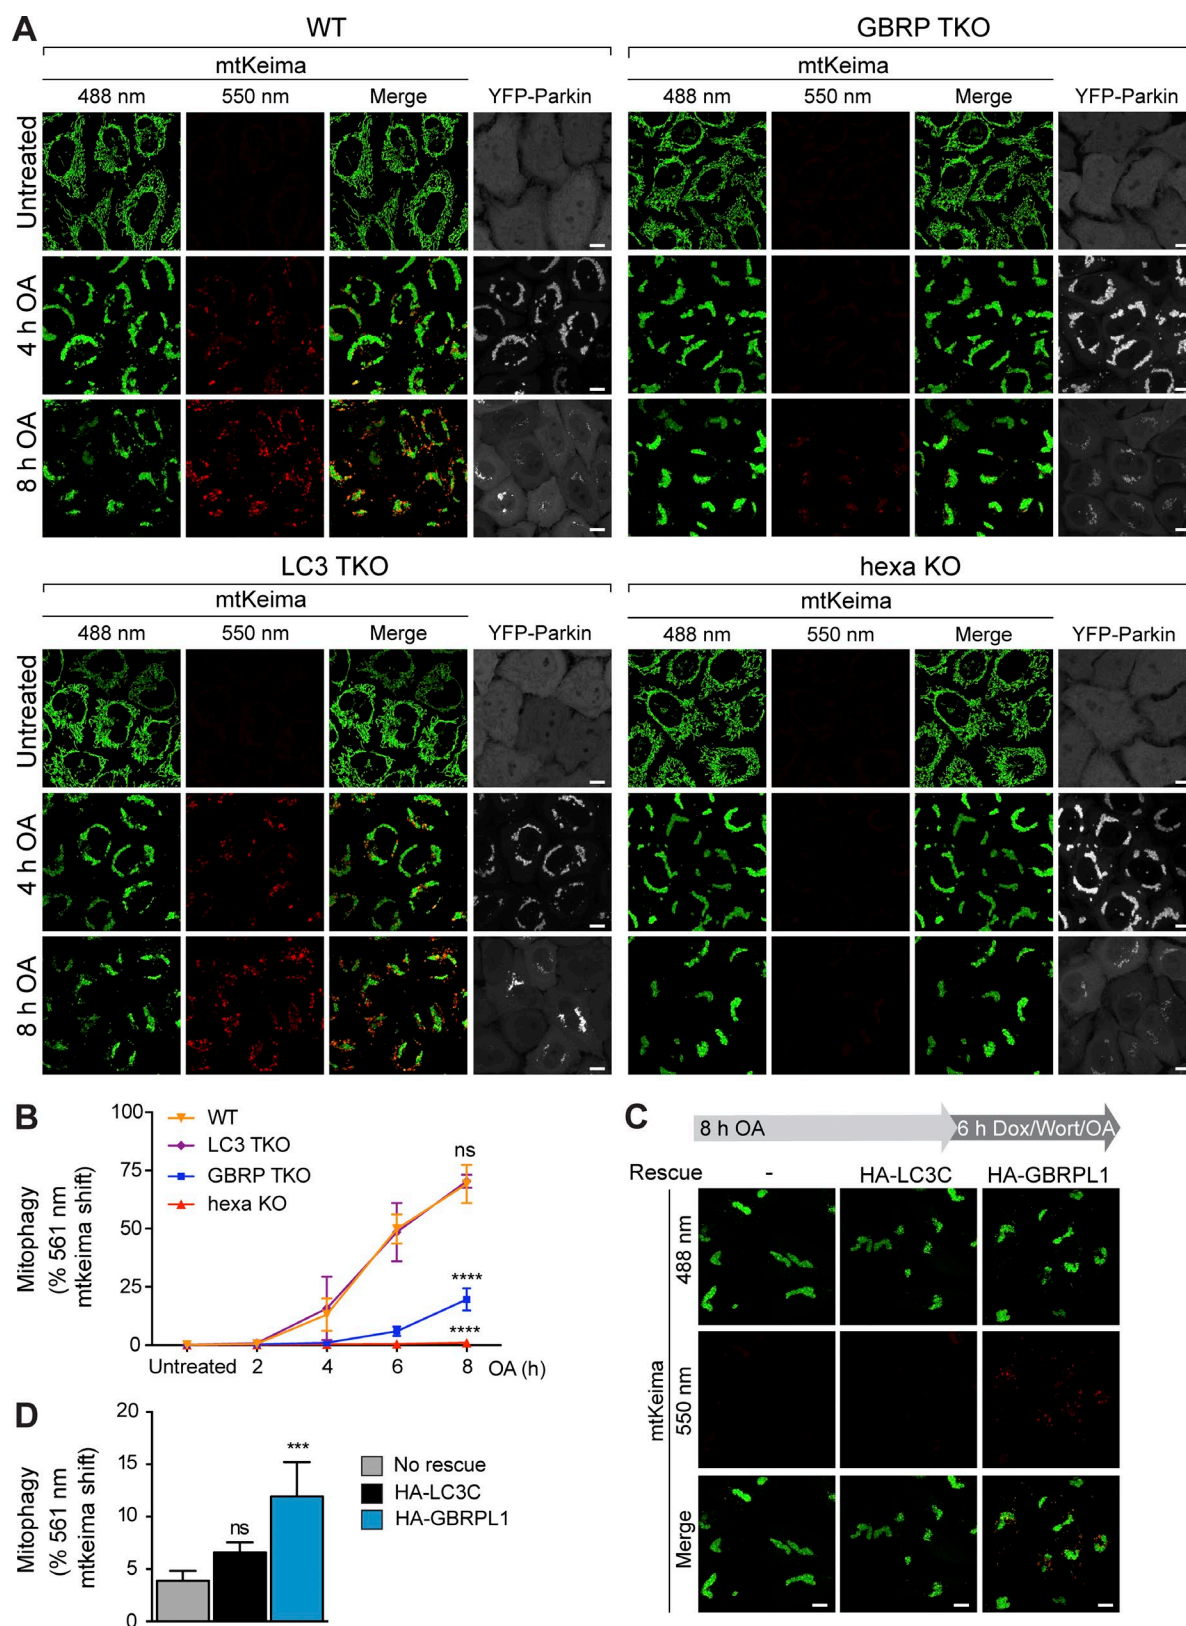 A
WT
GBRP TKO
mtKeima
mtKeima
488 nm 550 nm Merge YFP-Parkin
488 nm 550 nm Merge YFP-Parkin
Untreated
4 h OA
8 h OA
LC3 TKO
hexa KO
mtKeima
mtKeima
488 nm 550 nm Merge YFP-Parkin
488 nm 550 nm Merge YFP-Parkin
Untreated
4 h OA
8 h OA
B
Mitophagy
(% 561 nm
mtkeima shift)
100
75
50
25
0
WT
LC3 TKO
GBRP TKO
hexa KO
ns
****
****
Untreated 2 4 6 8 OA (h)
C
8 h OA
6 h Dox/Wort/OA
Rescue - HA-LC3C HA-GBRPL1
mtKeima
488 nm
550 nm
Merge
D
Mitophagy
(% 561 nm
mtkeima shift)
20
15
10
5
0
ns
***
No rescue
HA-LC3C
HA-GBRPL1